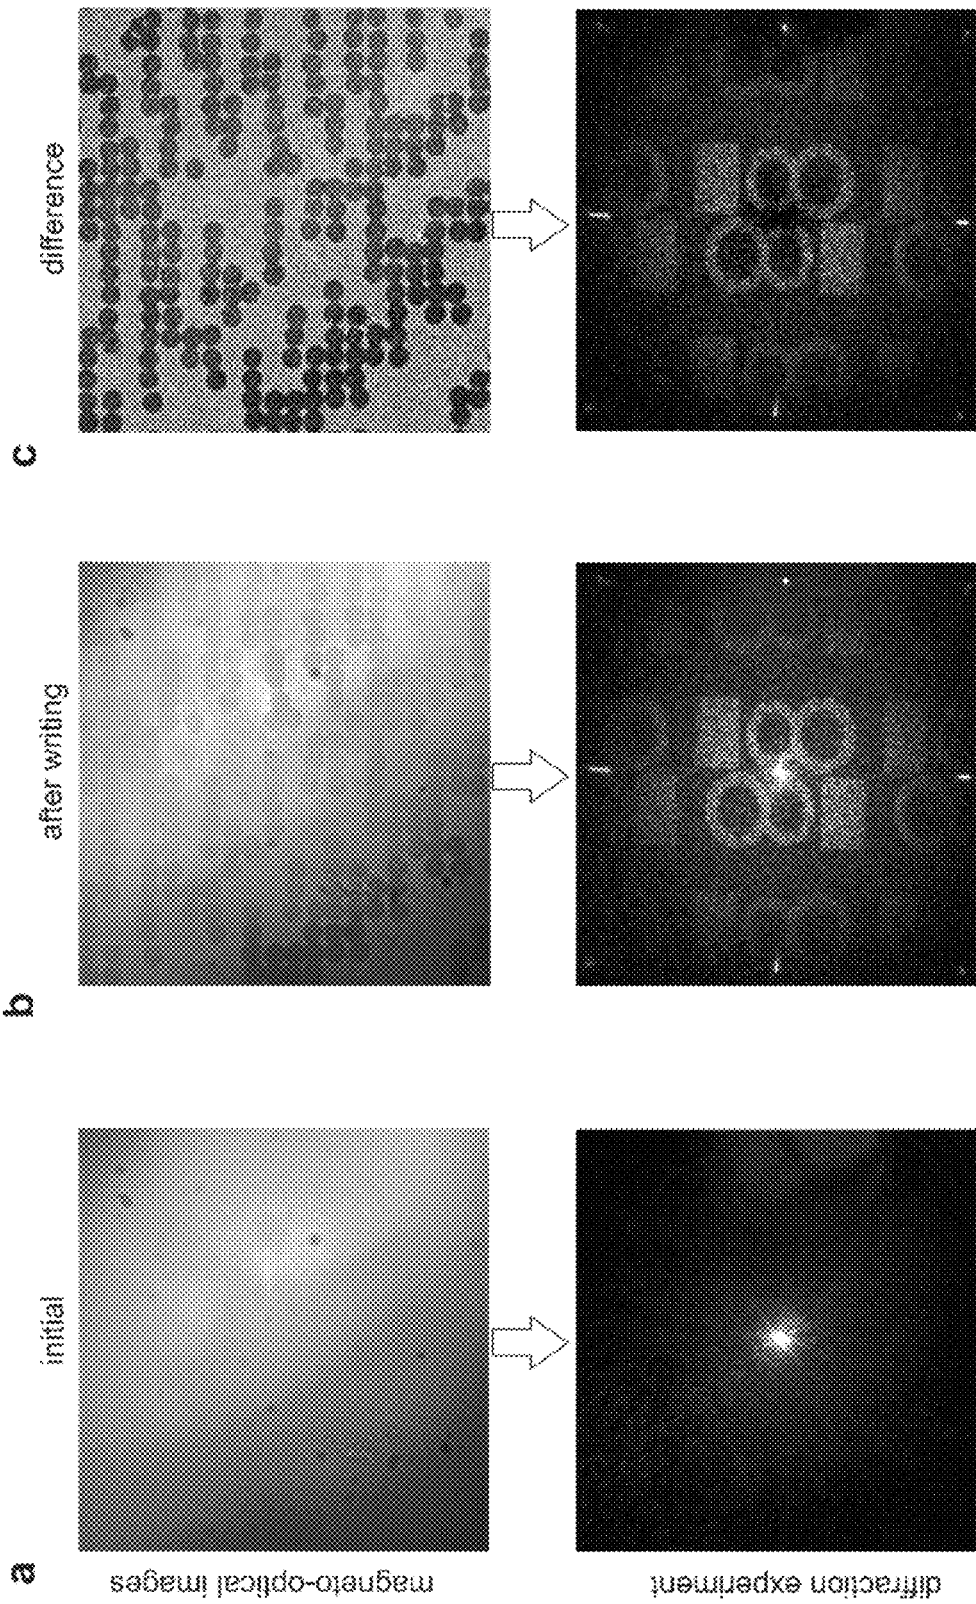 a
initial
b
after writing
c
difference
magneto-optical images
diffraction experiment